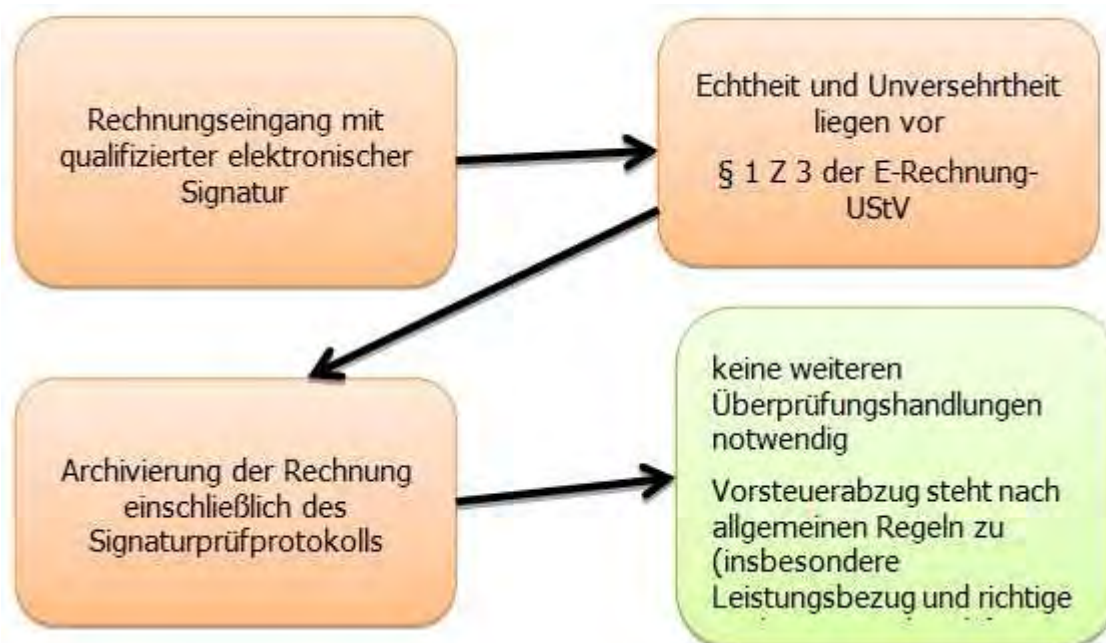 Rechnungseingang mit
qualifizierter elektronischer
Signatur
Echtheit und Unversehrtheit
liegen vor
§ 1 Z 3 der E-Rechnung-
UStV
Archivierung der Rechnung
einschließlich des
Signaturprüfprotokolls
keine weiteren
Überprüfungshandlungen
notwendig
Vorsteuerabzug steht nach
allgemeinen Regeln zu
(insbesondere
Leistungsbezug und richtige